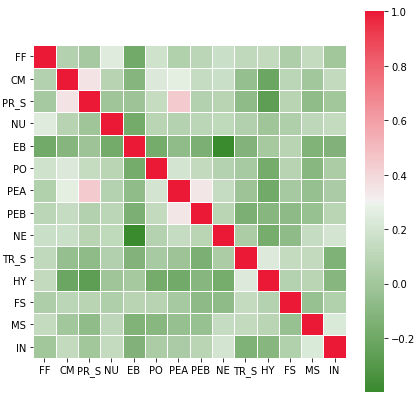 FF
CM
PR_S
NU
EB
PO
PEA
PEB
NE
TR_S
HY
FS
MS
IN
FF CM PR_S NU EB PO PEA PEB NE TR_S HY FS MS IN
1.0
0.8
0.6
0.4
0.2
0.0
−0.2